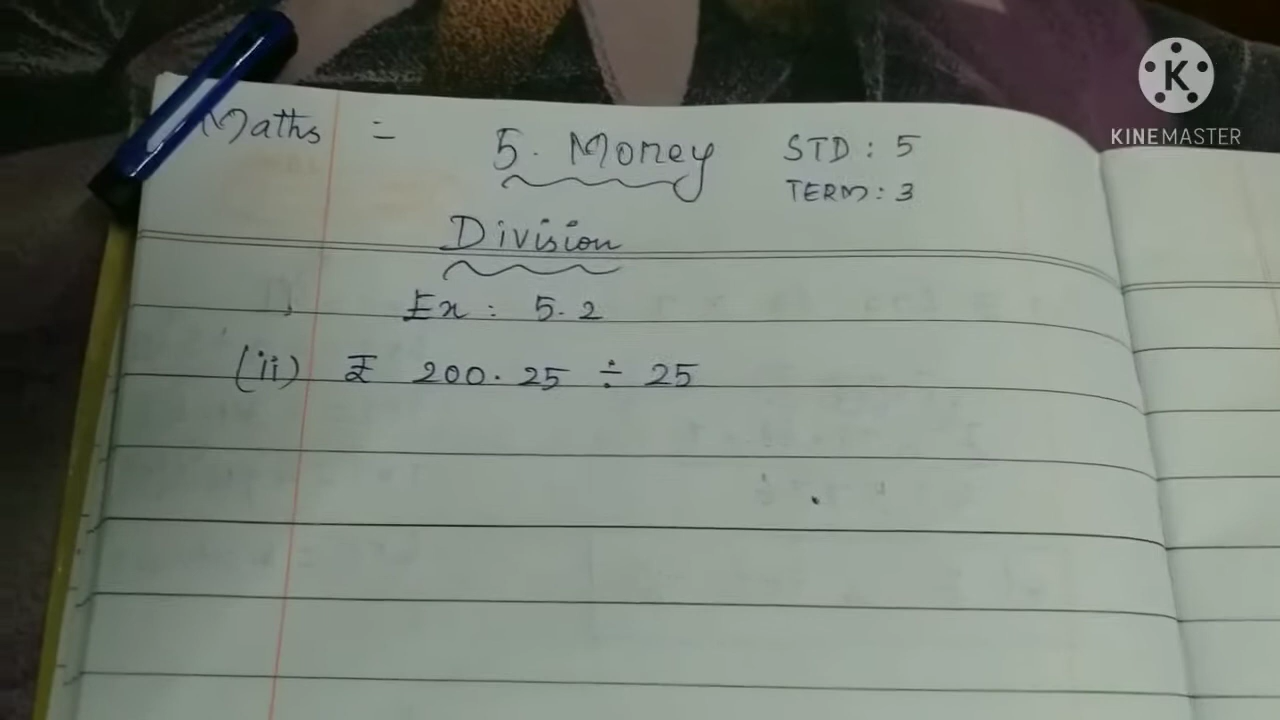 Maths = 5. Money STD : 5
TERM : 3
Division
Ex : 5.2
(ii) ₹ 200.25 ÷ 25
K
KINEMASTER